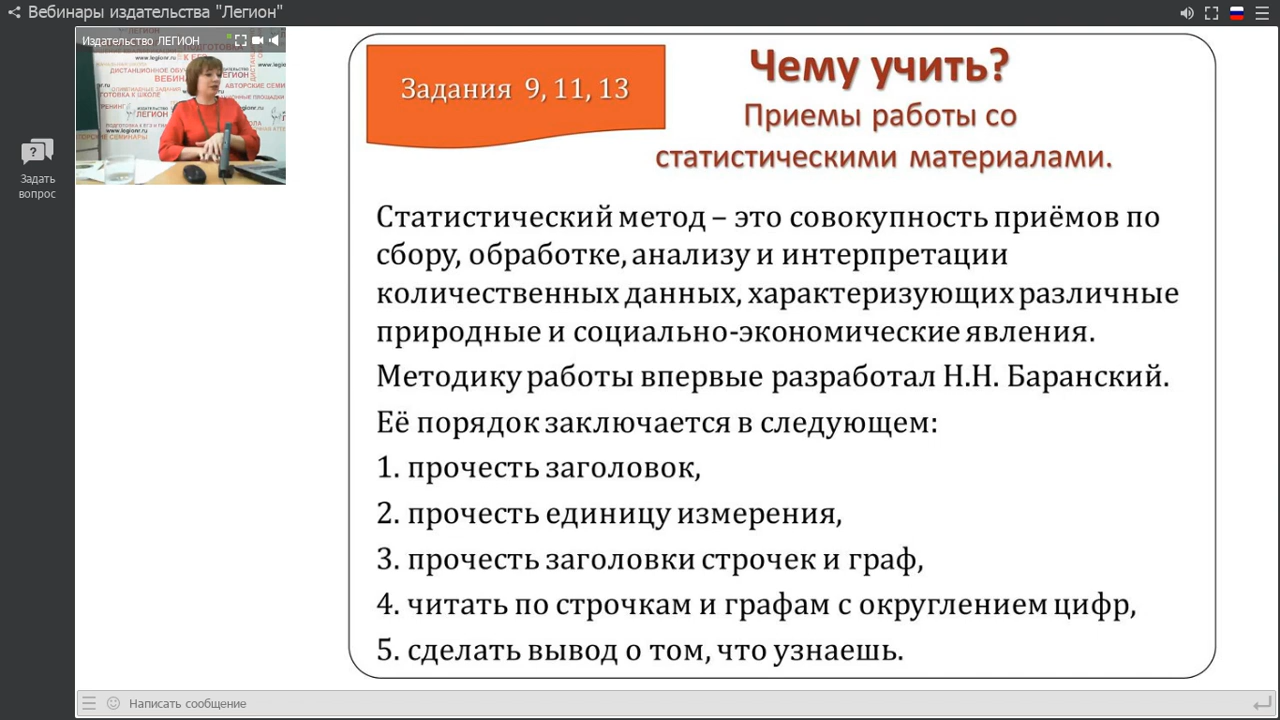 Вебинары издательства "Легион"
Издательство ЛЕГИОН
Задать
вопрос
Задания 9, 11, 13
Чему учить?
Приемы работы со
статистическими материалами.
Статистический метод – это совокупность приёмов по
сбору, обработке, анализу и интерпретации
количественных данных, характеризующих различные
природные и социально-экономические явления.
Методику работы впервые разработал Н.Н. Баранский.
Её порядок заключается в следующем:
1. прочесть заголовок,
2. прочесть единицу измерения,
3. прочесть заголовки строчек и граф,
4. читать по строчкам и графам с округлением цифр,
5. сделать вывод о том, что узнаешь.
Написать сообщение